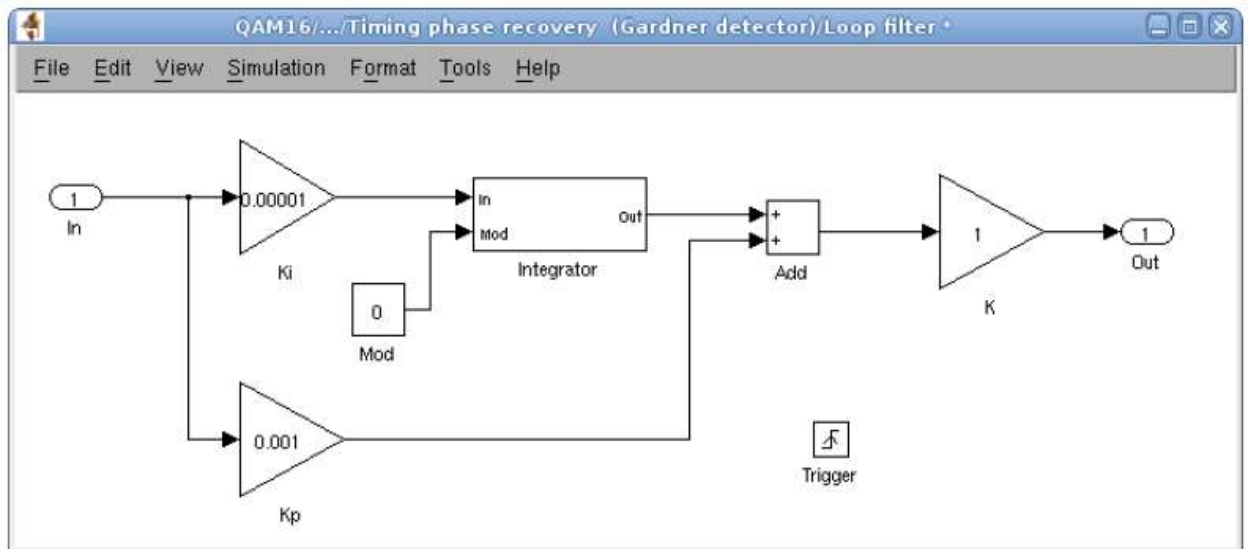 QAM16/.../Timing phase recovery (Gardner detector)/Loop filter *
File Edit View Simulation Format Tools Help
1
In
0.00001
Ki
In
Mod
Out
Integrator
0
Mod
+
+
Add
1
K
1
Out
0.001
Kp
Trigger